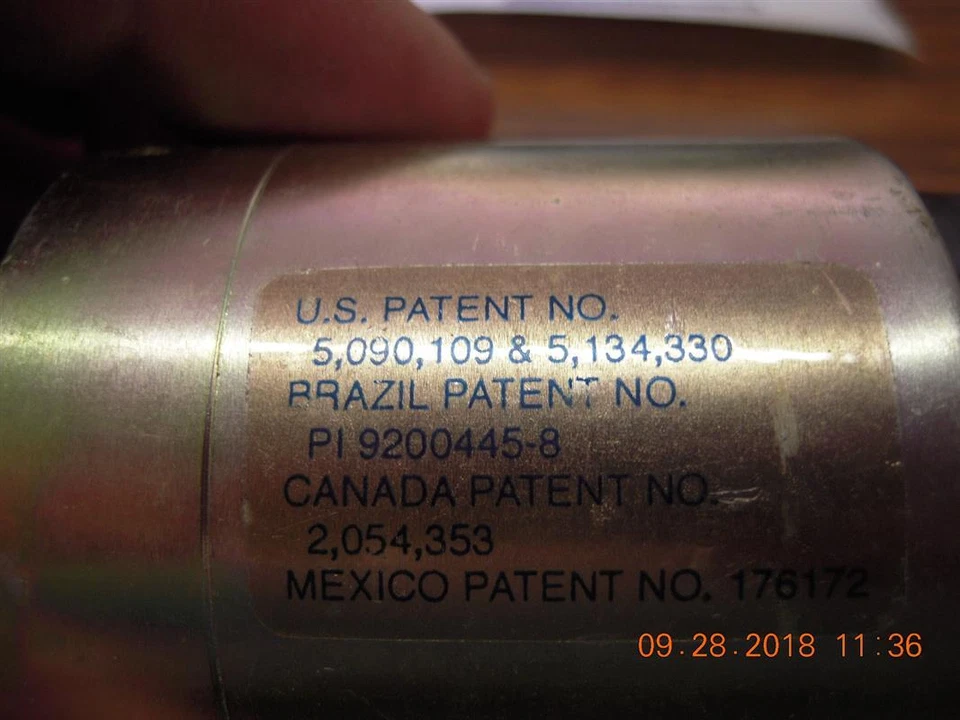 U.S. PATENT NO.
5,090,109 & 5,134,330
BRAZIL PATENT NO.
PI 9200445-8
CANADA PATENT NO.
2,054,353
MEXICO PATENT NO. 176172
09.28.2018 11:36